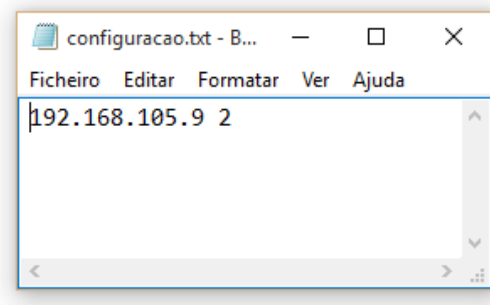 configuracao.txt - B...
Ficheiro Editar Formatar Ver Ajuda
192.168.105.9 2